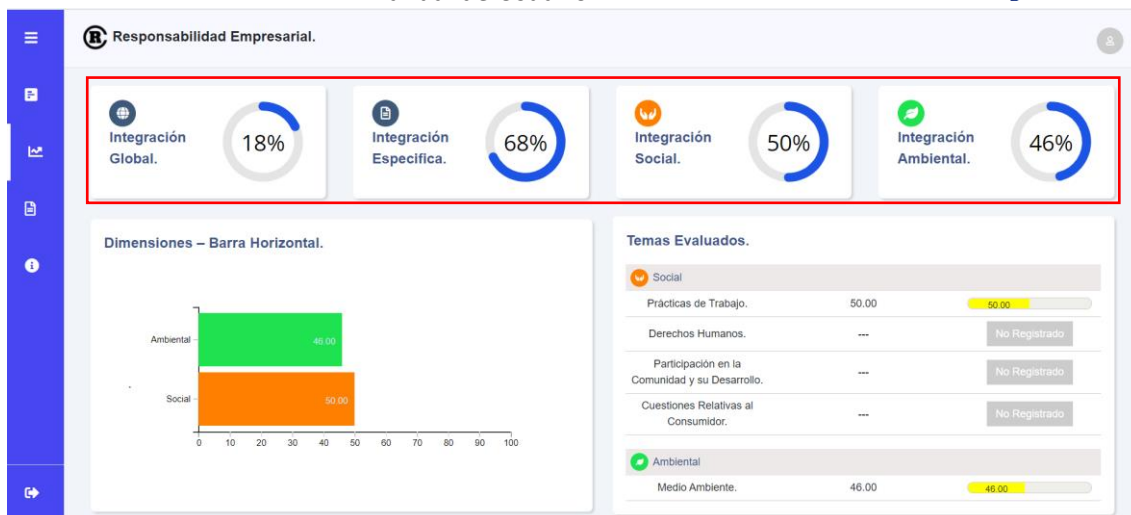 Responsabilidad Empresarial.
Integración
Global.
18%
Integración
Especifica.
68%
Integración
Social.
50%
Integración
Ambiental.
46%
Dimensiones – Barra Horizontal.
Ambiental
46.00
Social
50.00
0 10 20 30 40 50 60 70 80 90 100
Temas Evaluados.
Social
Prácticas de Trabajo. 50.00 50.00
Derechos Humanos. --- No Registrado
Participación en la
Comunidad y su Desarrollo. --- No Registrado
Cuestiones Relativas al
Consumidor. --- No Registrado
Ambiental
Medio Ambiente. 46.00 46.00